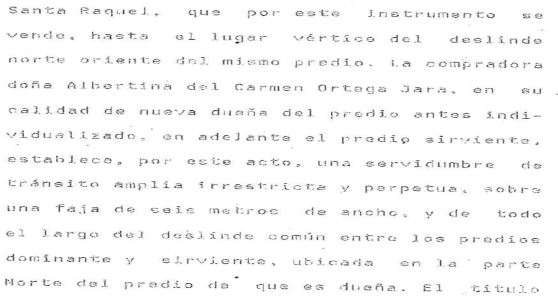 Santa Raquel, que por este instrumento se
vende, hasta el lugar vértice del deslinde
norte oriente del mismo predio. La compradora
doña Albertina del Carmen Ortega Jara, en su
calidad de nueva dueña del predio antes indi-
vidualizado, en adelante el predio sirviente,
establece, por este acto, una servidumbre de
tránsito amplia irrestricta y perpetua, sobre
una faja de seis metros de ancho, y de todo
el largo del deslinde común entre los predios
dominante y sirviente, ubicada en la parte
Norte del predio de que es dueña. El título